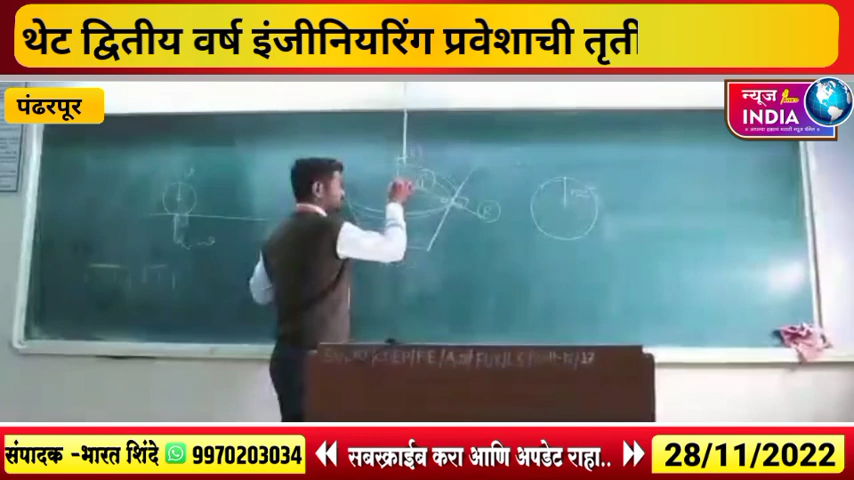 थेट द्वितीय वर्ष इंजीनियरिंग प्रवेशाची तृती
पंढरपूर
न्यूज
INDIA
संपादक -भारत शिंदे 9970203034
सबस्क्राईब करा आणि अपडेट राहा..
28/11/2022